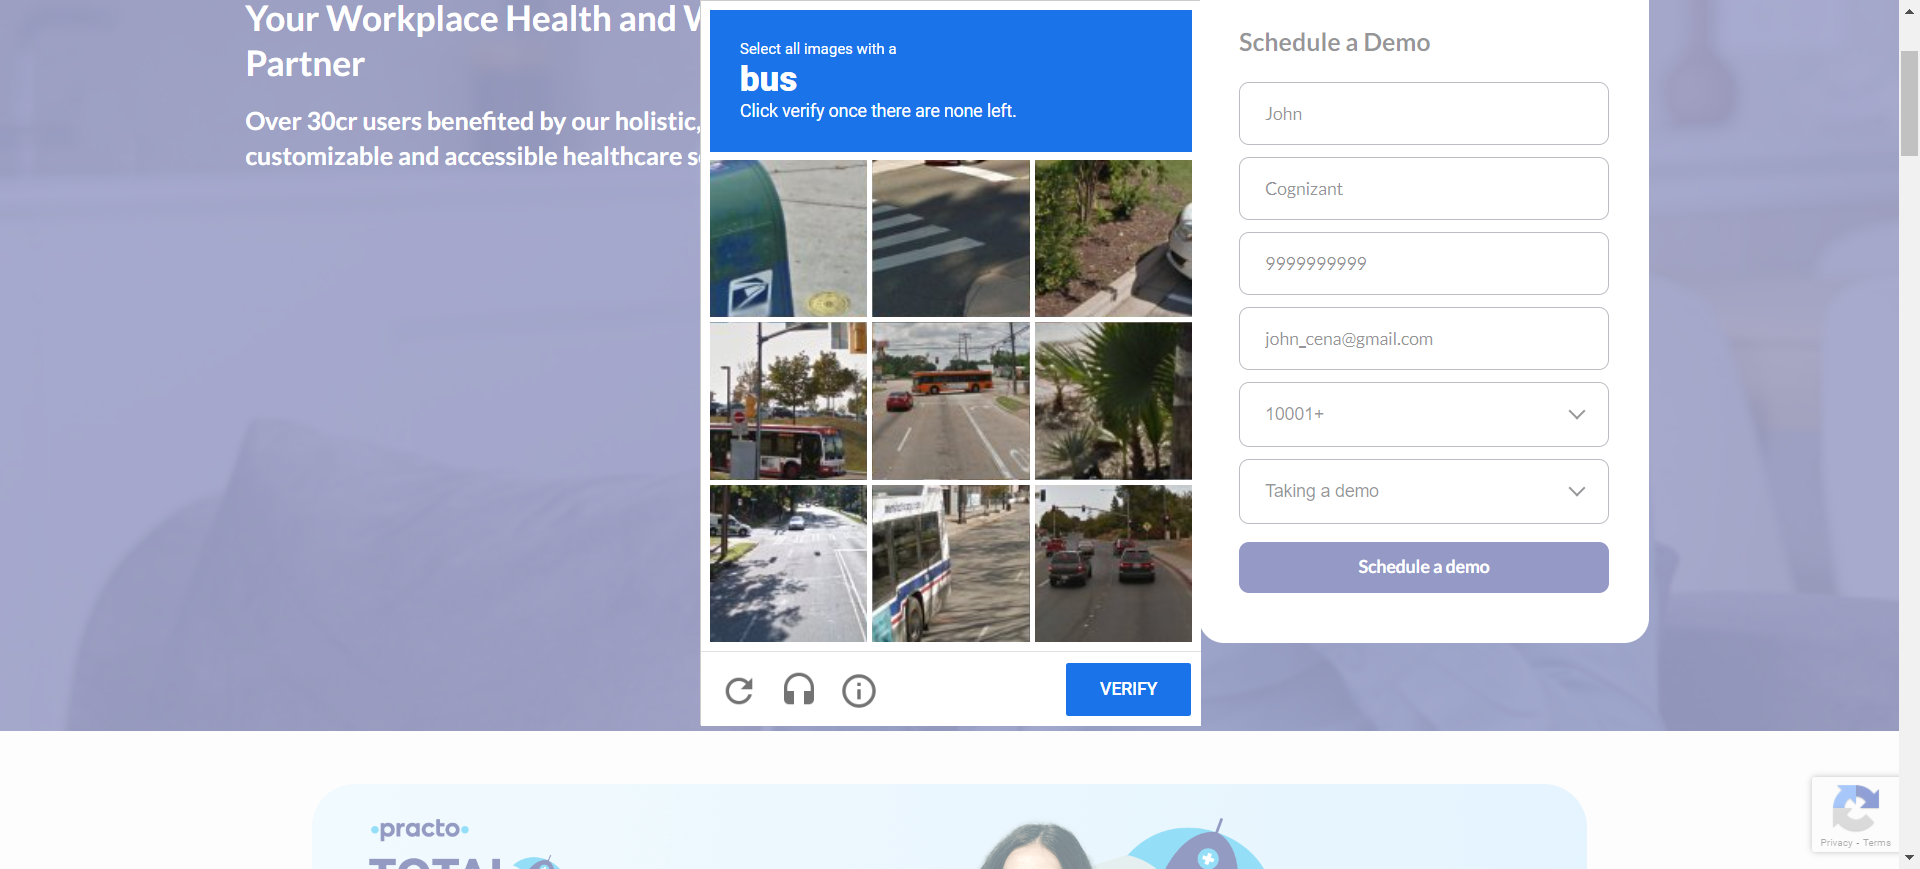 Your Workplace Health and W
Partner
Over 30cr users benefited by our holistic,
customizable and accessible healthcare s
Select all images with a
bus
Click verify once there are none left.
VERIFY
Schedule a Demo
John
Cognizant
9999999999
john_cena@gmail.com
10001+
Taking a demo
Schedule a demo
practo
TOTAL
Privacy - Terms